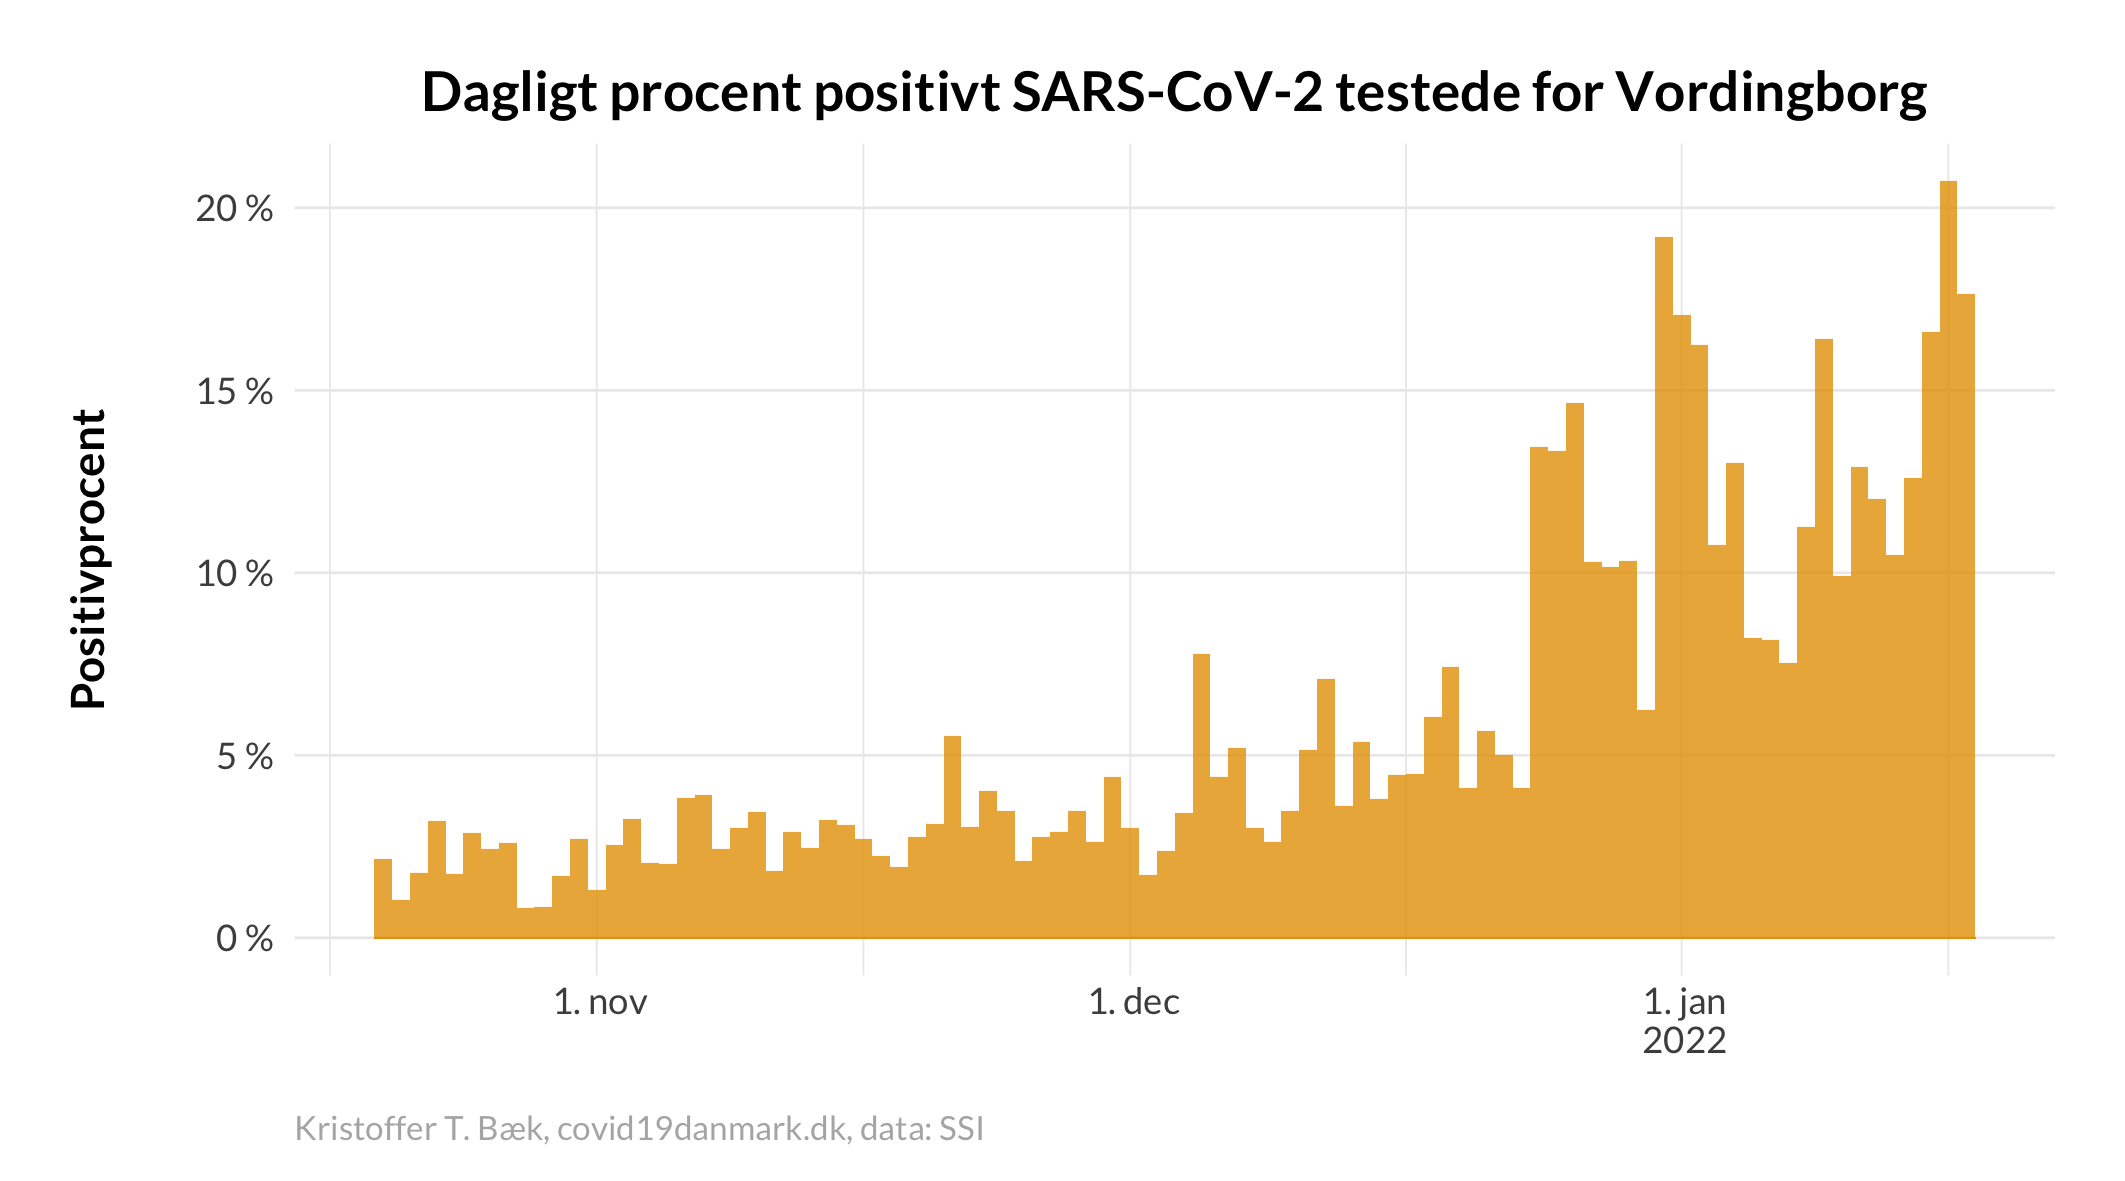 Dagligt procent positivt SARS-CoV-2 testede for Vordingborg
Positivprocent
20 %
15 %
10 %
5 %
0 %
1. nov
1. dec
1. jan
2022
Kristoffer T. Bæk, covid19danmark.dk, data: SSI